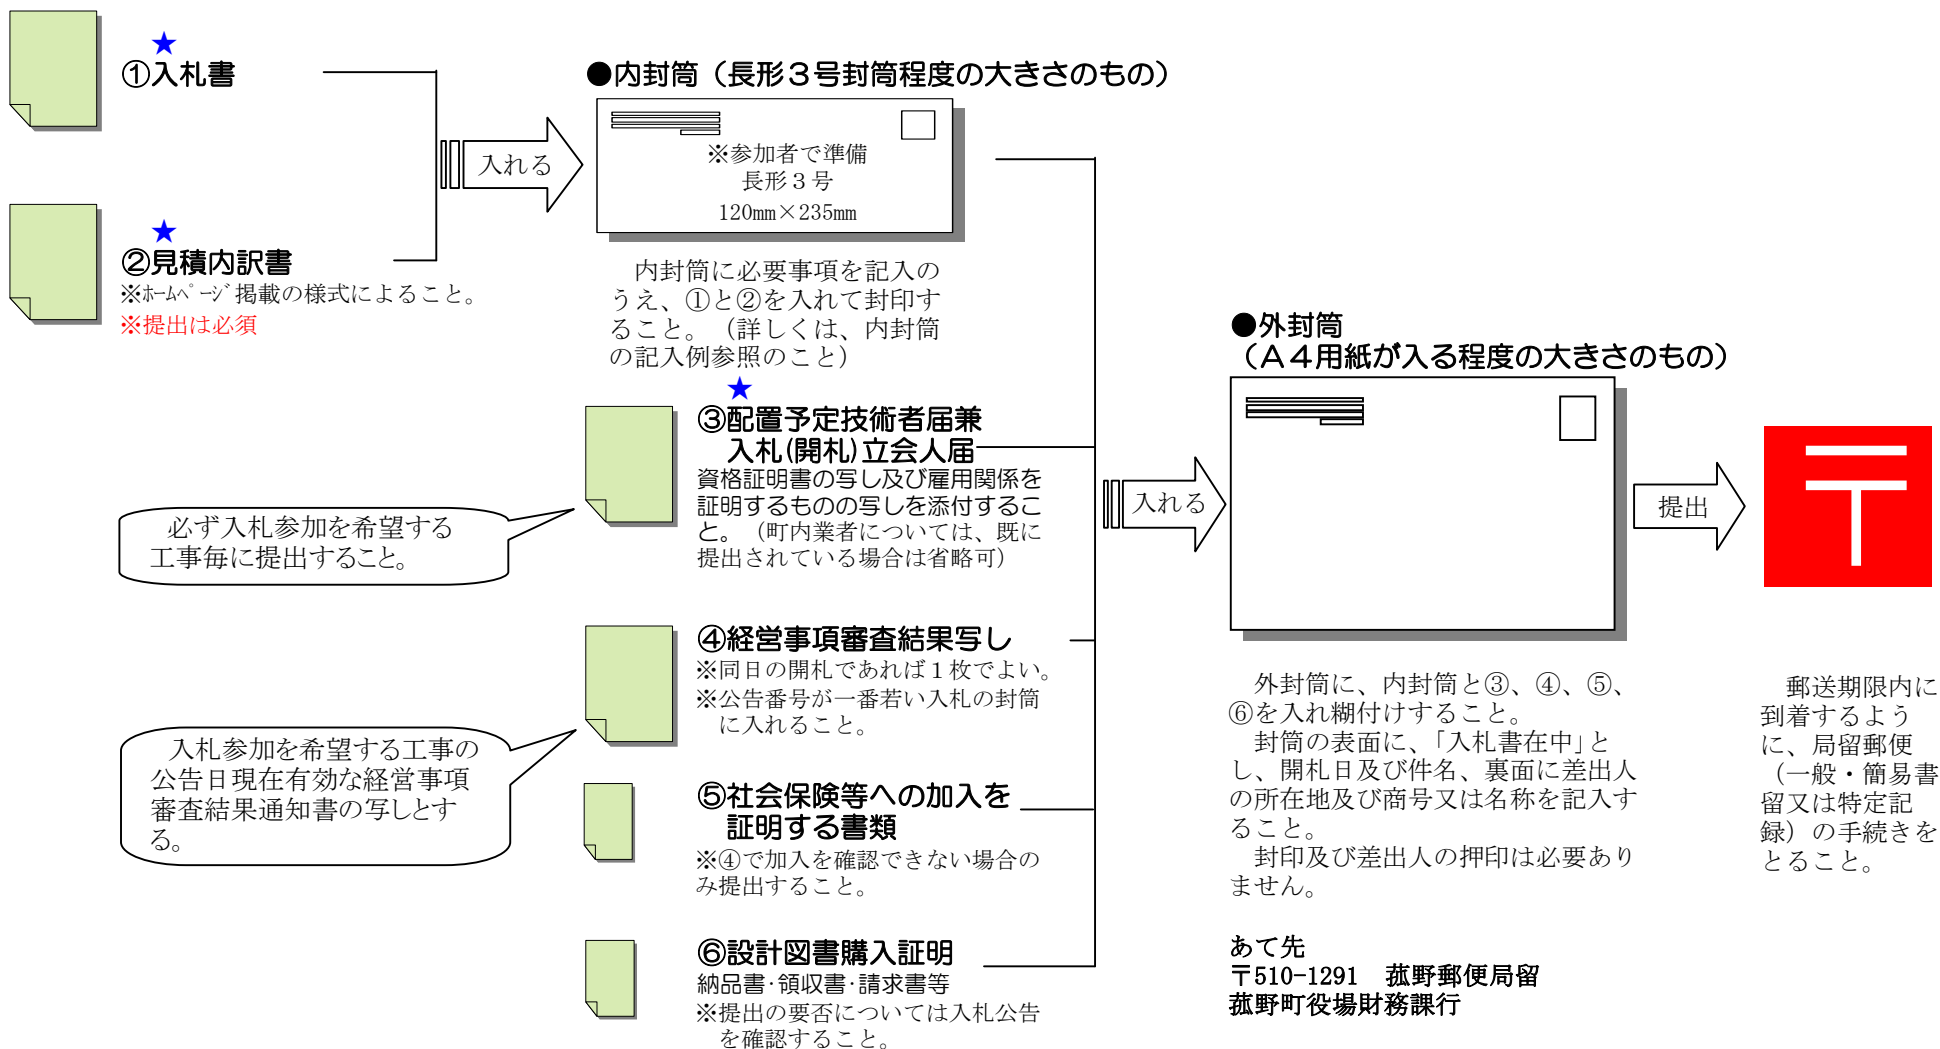 ★
①入札書
★
②見積内訳書
※ﾎｰﾑﾍﾟｰｼﾞ掲載の様式によること。
※提出は必須
入れる
●内封筒（長形３号封筒程度の大きさのもの）
※参加者で準備
長形３号
120mm×235mm
内封筒に必要事項を記入の
うえ、①と②を入れて封印す
ること。（詳しくは、内封筒
の記入例参照のこと）
★
③配置予定技術者届兼
入札(開札)立会人届
資格証明書の写し及び雇用関係を
証明するものの写しを添付するこ
と。（町内業者については、既に
提出されている場合は省略可）
必ず入札参加を希望する
工事毎に提出すること。
④経営事項審査結果写し
※同日の開札であれば１枚でよい。
※公告番号が一番若い入札の封筒
に入れること。
入札参加を希望する工事の
公告日現在有効な経営事項
審査結果通知書の写しとす
る。
⑤社会保険等への加入を
証明する書類
※④で加入を確認できない場合の
み提出すること。
⑥設計図書購入証明
納品書･領収書･請求書等
※提出の要否については入札公告
を確認すること。
入れる
●外封筒
（Ａ４用紙が入る程度の大きさのもの）
外封筒に、内封筒と③、④、⑤、
⑥を入れ糊付けすること。
封筒の表面に、「入札書在中」と
し、開札日及び件名、裏面に差出人
の所在地及び商号又は名称を記入す
ること。
封印及び差出人の押印は必要あり
ません。
あて先
〒510-1291　菰野郵便局留
菰野町役場財務課行
提出
〒
郵送期限内に
到着するよう
に、局留郵便
（一般・簡易書
留又は特定記
録）の手続きを
とること。